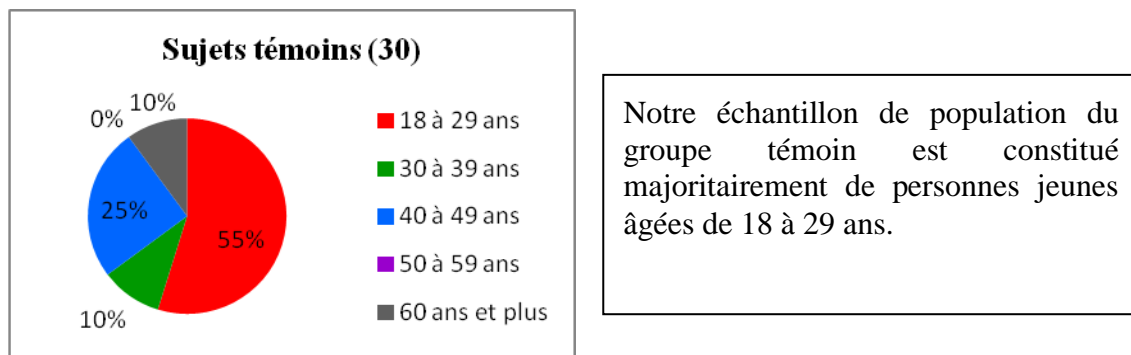 Sujets témoins (30)
10%
0%
25%
55%
10%
18 à 29 ans
30 à 39 ans
40 à 49 ans
50 à 59 ans
60 ans et plus
Notre échantillon de population du
groupe témoin est constitué
majoritairement de personnes jeunes
âgées de 18 à 29 ans.